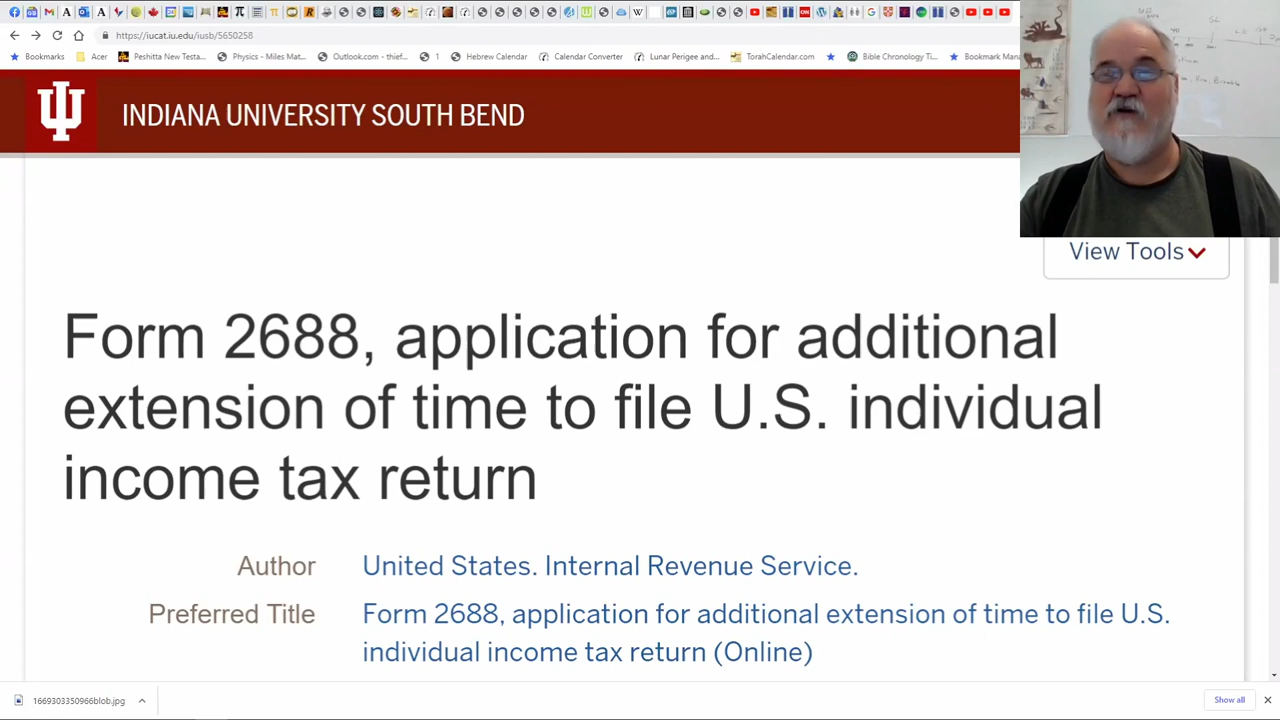 https://iucat.iu.edu/iusb/5650258
Bookmarks Acer Peshitta New Testa... Physics - Miles Mat... Outlook.com - thief... 1 Hebrew Calendar Calendar Converter Lunar Perigee and... TorahCalendar.com Bible Chronology Ti... Bookmark Mana
INDIANA UNIVERSITY SOUTH BEND
View Tools
Form 2688, application for additional
extension of time to file U.S. individual
income tax return
Author United States. Internal Revenue Service.
Preferred Title Form 2688, application for additional extension of time to file U.S.
individual income tax return (Online)
1669303350966blob.jpg Show all